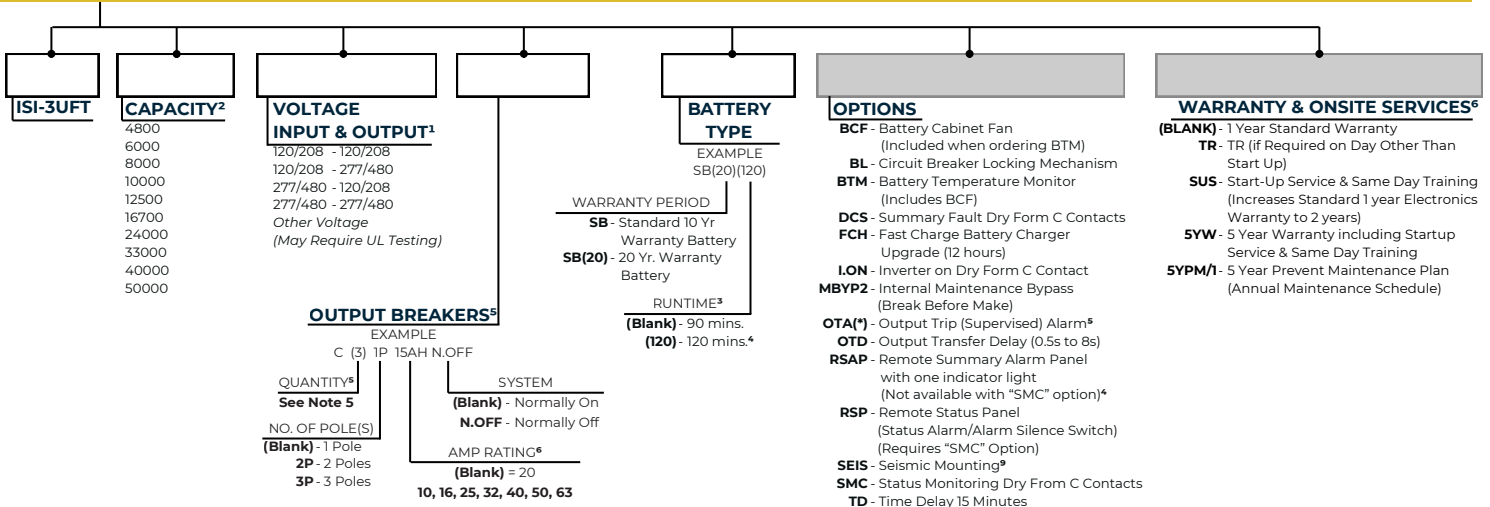 ISI-3UFT
CAPACITY²
4800
6000
8000
10000
12500
16700
24000
33000
40000
50000
VOLTAGE
INPUT & OUTPUT¹
120/208 - 120/208
120/208 - 277/480
277/480 - 120/208
277/480 - 277/480
Other Voltage
(May Require UL Testing)
OUTPUT BREAKERS⁵
EXAMPLE
C (3) 1P 15AH N.OFF
QUANTITY⁵
See Note 5
NO. OF POLE(S)
(Blank) - 1 Pole
2P - 2 Poles
3P - 3 Poles
SYSTEM
(Blank) - Normally On
N.OFF - Normally Off
AMP RATING⁶
(Blank) = 20
10, 16, 25, 32, 40, 50, 63
BATTERY
TYPE
EXAMPLE
SB(20)(120)
WARRANTY PERIOD
SB - Standard 10 Yr
Warranty Battery
SB(20) - 20 Yr. Warranty
Battery
RUNTIME³
(Blank) - 90 mins.
(120) - 120 mins.⁴
OPTIONS
BCF - Battery Cabinet Fan
(Included when ordering BTM)
BL - Circuit Breaker Locking Mechanism
BTM - Battery Temperature Monitor
(Includes BCF)
DCS - Summary Fault Dry Form C Contacts
FCH - Fast Charge Battery Charger
Upgrade (12 hours)
I.ON - Inverter on Dry Form C Contact
MBYP2 - Internal Maintenance Bypass
(Break Before Make)
OTA(*) - Output Trip (Supervised) Alarm⁵
OTD - Output Transfer Delay (0.5s to 8s)
RSAP - Remote Summary Alarm Panel
with one indicator light
(Not available with “SMC” option)⁴
RSP - Remote Status Panel
(Status Alarm/Alarm Silence Switch)
(Requires “SMC” Option)
SEIS - Seismic Mounting⁹
SMC - Status Monitoring Dry From C Contacts
TD - Time Delay 15 Minutes
WARRANTY & ONSITE SERVICES⁶
(BLANK) - 1 Year Standard Warranty
TR - TR (if Required on Day Other Than
Start Up)
SUS - Start-Up Service & Same Day Training
(Increases Standard 1 year Electronics
Warranty to 2 years)
5YW - 5 Year Warranty including Startup
Service & Same Day Training
5YPM/1 - 5 Year Prevent Maintenance Plan
(Annual Maintenance Schedule)